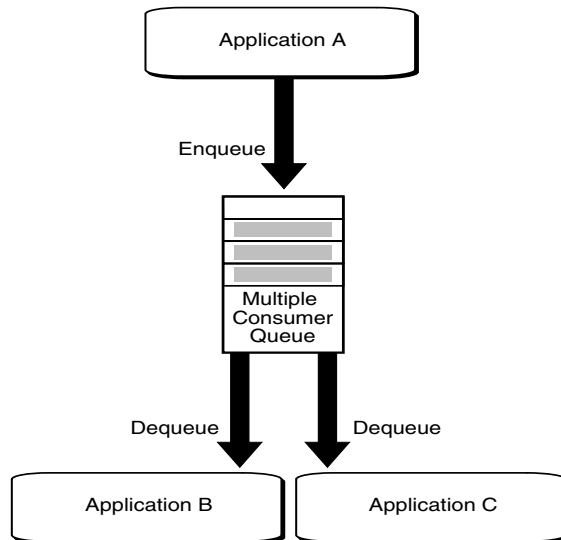 Application A
Enqueue
Multiple
Consumer
Queue
Dequeue
Dequeue
Application B
Application C